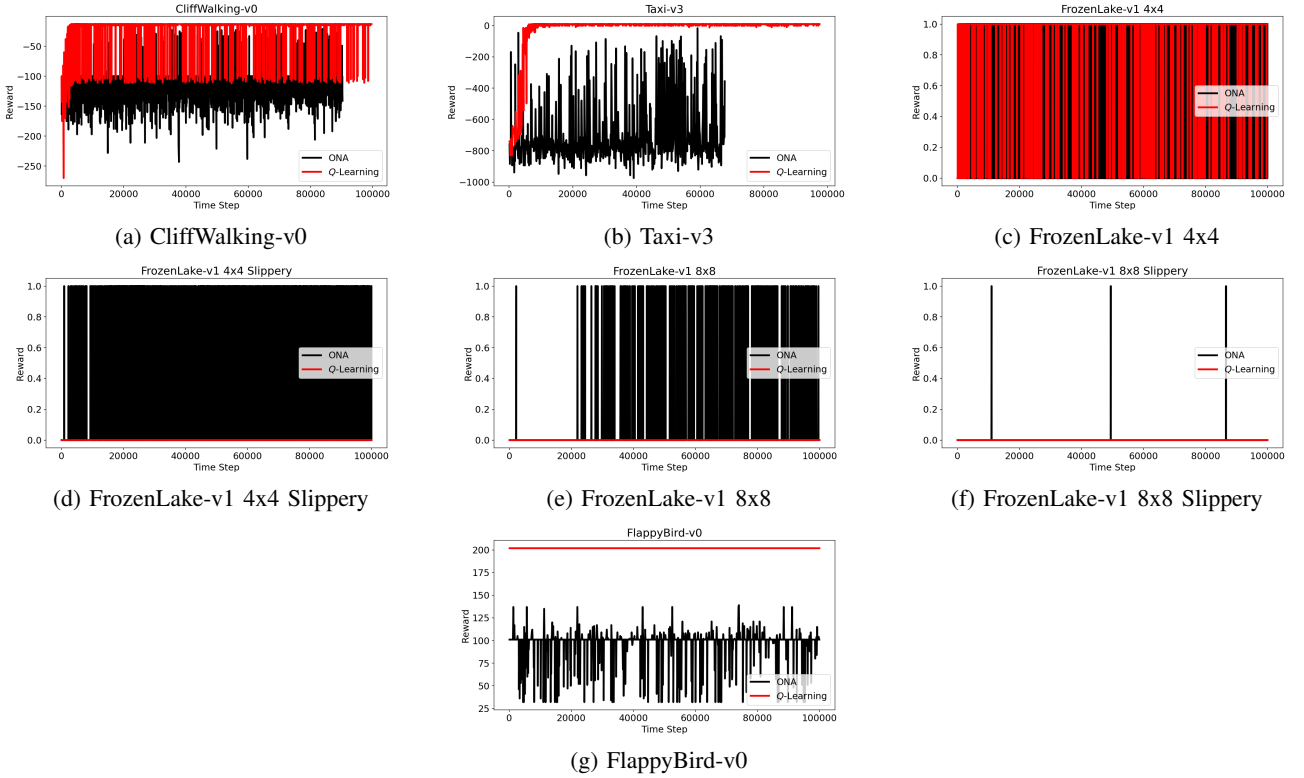 CliffWalking-v0
Reward
−50
−100
−150
−200
−250
0
20000
40000
60000
80000
100000
Time Step
ONA
Q-Learning
(a) CliffWalking-v0
Taxi-v3
Reward
0
−200
−400
−600
−800
−1000
0
20000
40000
60000
80000
100000
Time Step
ONA
Q-Learning
(b) Taxi-v3
FrozenLake-v1 4x4
Reward
1.0
0.8
0.6
0.4
0.2
0.0
0
20000
40000
60000
80000
100000
Time Step
ONA
Q-Learning
(c) FrozenLake-v1 4x4
FrozenLake-v1 4x4 Slippery
Reward
1.0
0.8
0.6
0.4
0.2
0.0
0
20000
40000
60000
80000
100000
Time Step
ONA
Q-Learning
(d) FrozenLake-v1 4x4 Slippery
FrozenLake-v1 8x8
Reward
1.0
0.8
0.6
0.4
0.2
0.0
0
20000
40000
60000
80000
100000
Time Step
ONA
Q-Learning
(e) FrozenLake-v1 8x8
FrozenLake-v1 8x8 Slippery
Reward
1.0
0.8
0.6
0.4
0.2
0.0
0
20000
40000
60000
80000
100000
Time Step
ONA
Q-Learning
(f) FrozenLake-v1 8x8 Slippery
FlappyBird-v0
Reward
200
175
150
125
100
75
50
25
0
20000
40000
60000
80000
100000
Time Step
ONA
Q-Learning
(g) FlappyBird-v0